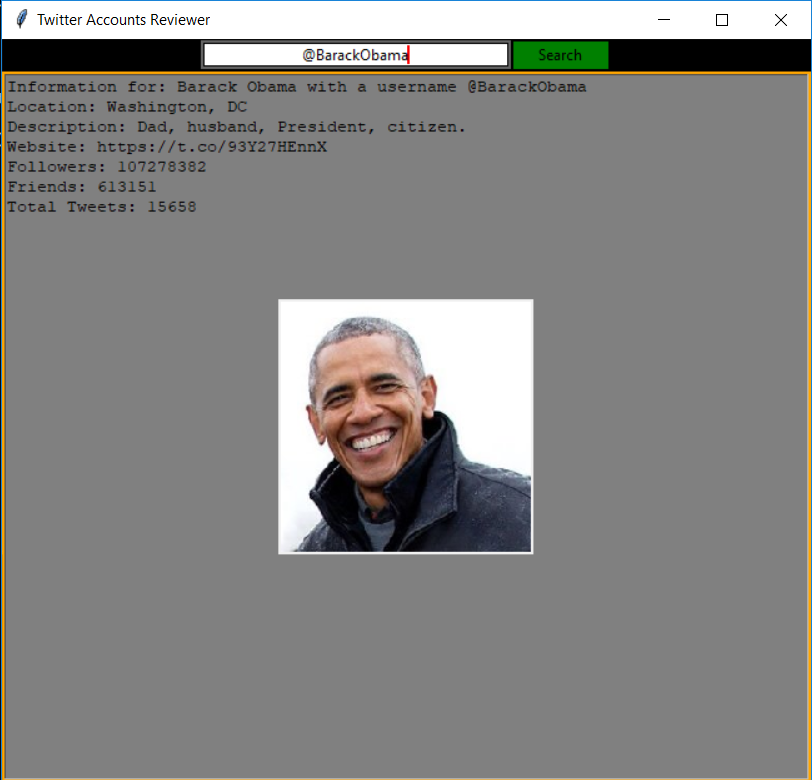 Twitter Accounts Reviewer
@BarackObama Search
Information for: Barack Obama with a username @BarackObama
Location: Washington, DC
Description: Dad, husband, President, citizen.
Website: https://t.co/93Y27HEnnX
Followers: 107278382
Friends: 613151
Total Tweets: 15658